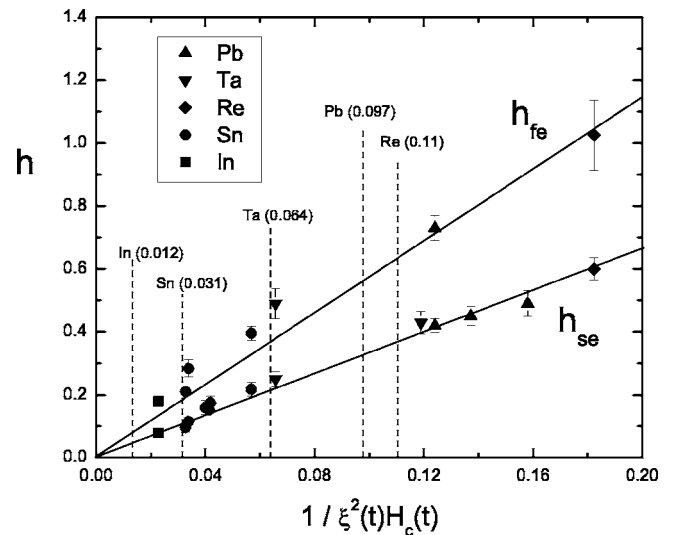 1.4
1.2
1.0
0.8
0.6
0.4
0.2
0.0
h
Pb
Ta
Re
Sn
In
Pb (0.097)
Re (0.11)
Ta (0.064)
In (0.012)
Sn (0.031)
h_fe
h_se
0.00 0.04 0.08 0.12 0.16 0.20
1 / ξ²(t)H_c(t)